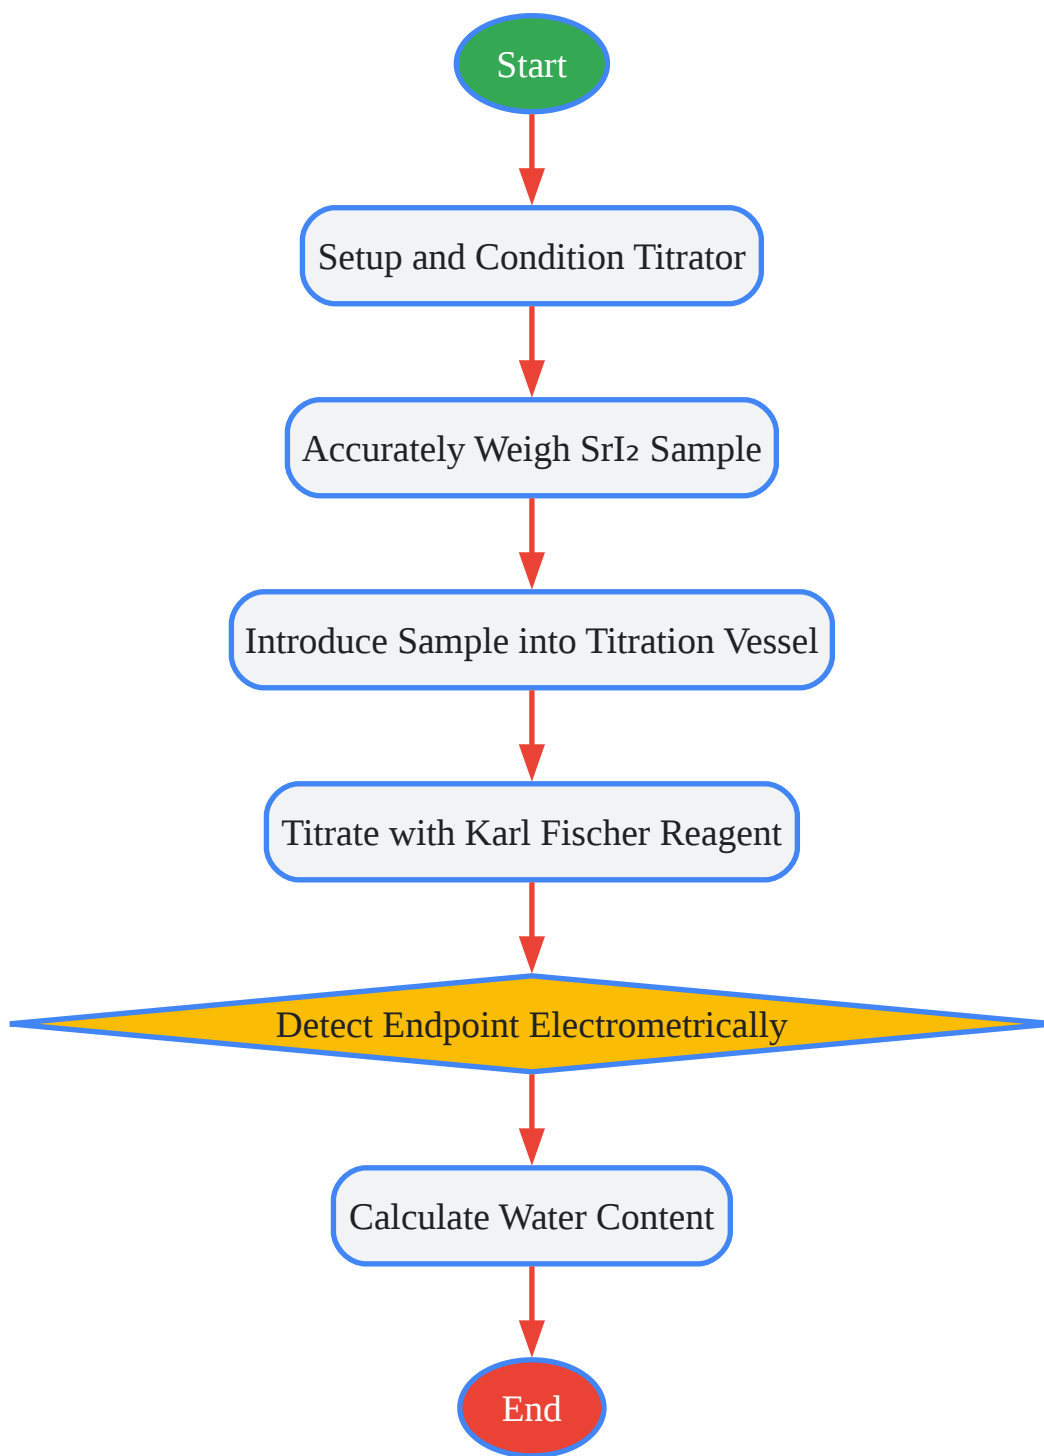 Start
Setup and Condition Titrator
Accurately Weigh SrI₂ Sample
Introduce Sample into Titration Vessel
Titrate with Karl Fischer Reagent
Detect Endpoint Electrometrically
Calculate Water Content
End